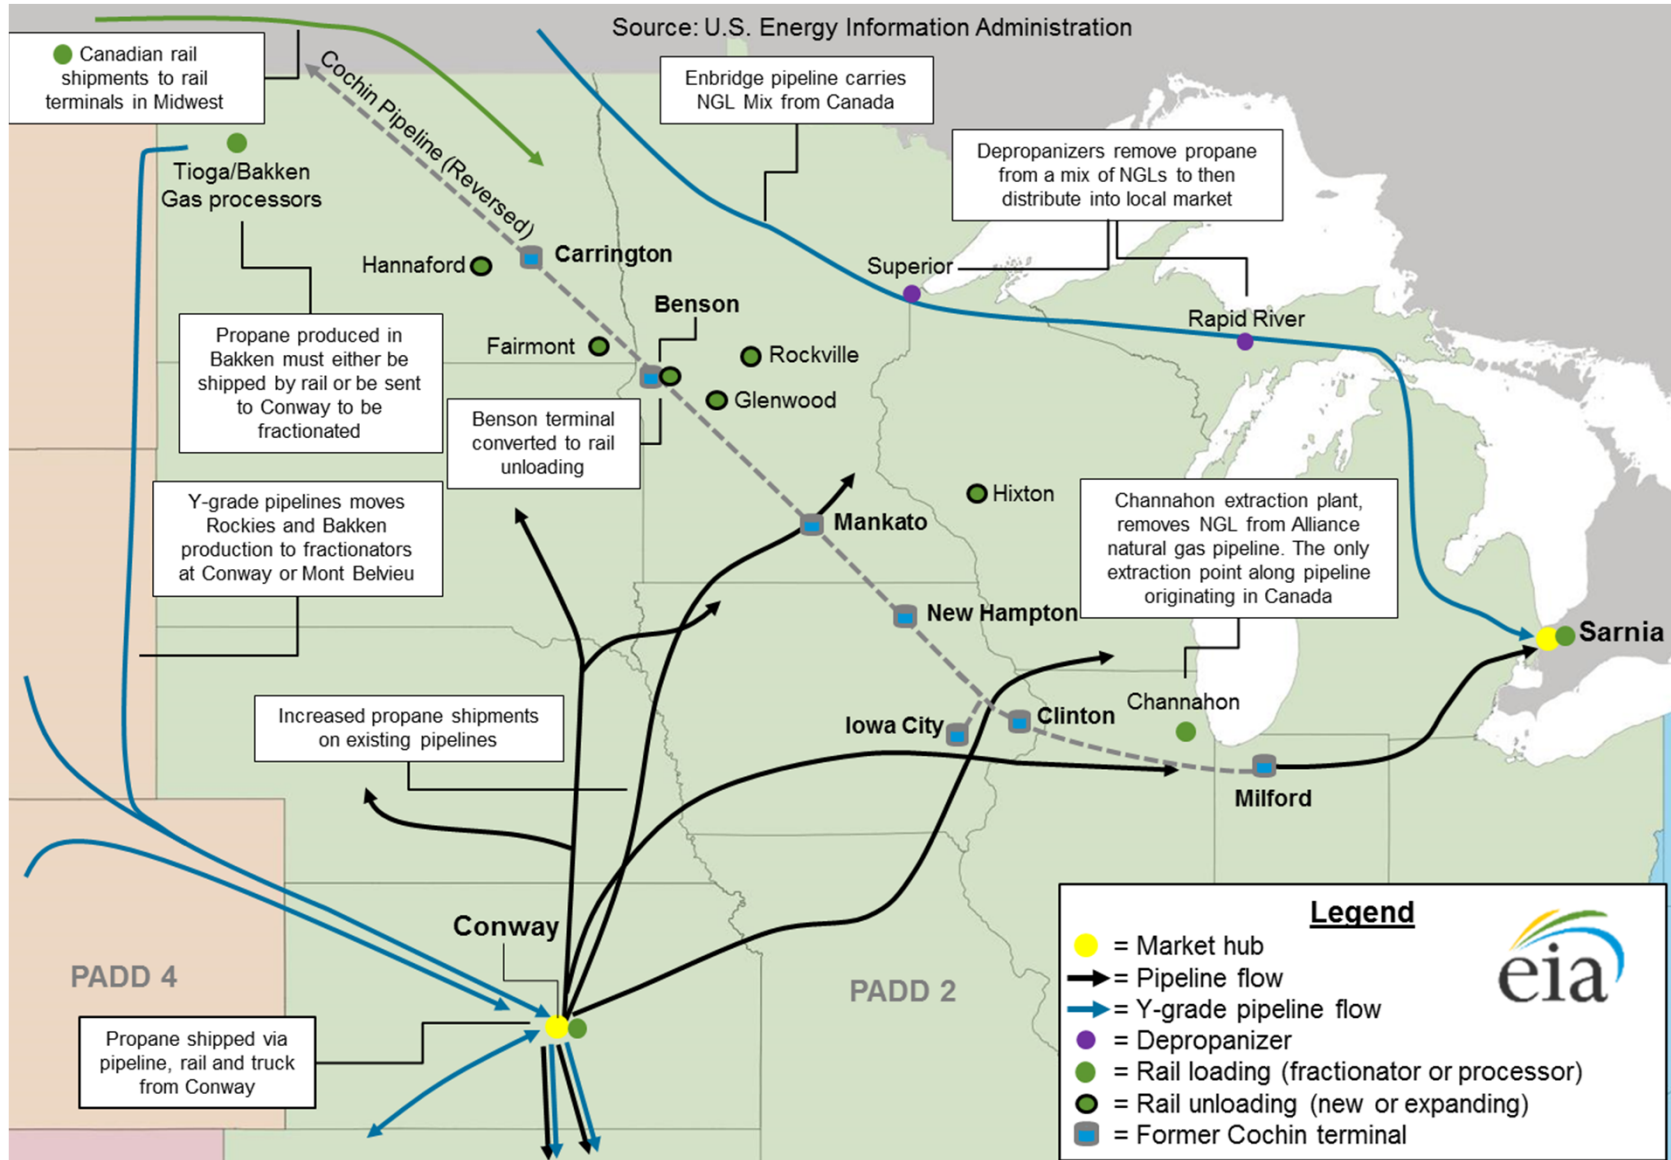 Source: U.S. Energy Information Administration
Canadian rail
shipments to rail
terminals in Midwest
Cochin Pipeline (Reversed)
Enbridge pipeline carries
NGL Mix from Canada
Depropanizers remove propane
from a mix of NGLs to then
distribute into local market
Tioga/Bakken
Gas processors
Hannaford
Carrington
Superior
Benson
Rapid River
Propane produced in
Bakken must either be
shipped by rail or be sent
to Conway to be
fractionated
Fairmont
Rockville
Glenwood
Benson terminal
converted to rail
unloading
Y-grade pipelines moves
Rockies and Bakken
production to fractionators
at Conway or Mont Belvieu
Hixton
Mankato
Channahon extraction plant,
removes NGL from Alliance
natural gas pipeline. The only
extraction point along pipeline
originating in Canada
New Hampton
Sarnia
Increased propane shipments
on existing pipelines
Iowa City
Clinton
Channahon
Milford
Conway
PADD 4
PADD 2
Propane shipped via
pipeline, rail and truck
from Conway
Legend
= Market hub
= Pipeline flow
= Y-grade pipeline flow
= Depropanizer
= Rail loading (fractionator or processor)
= Rail unloading (new or expanding)
= Former Cochin terminal
eia